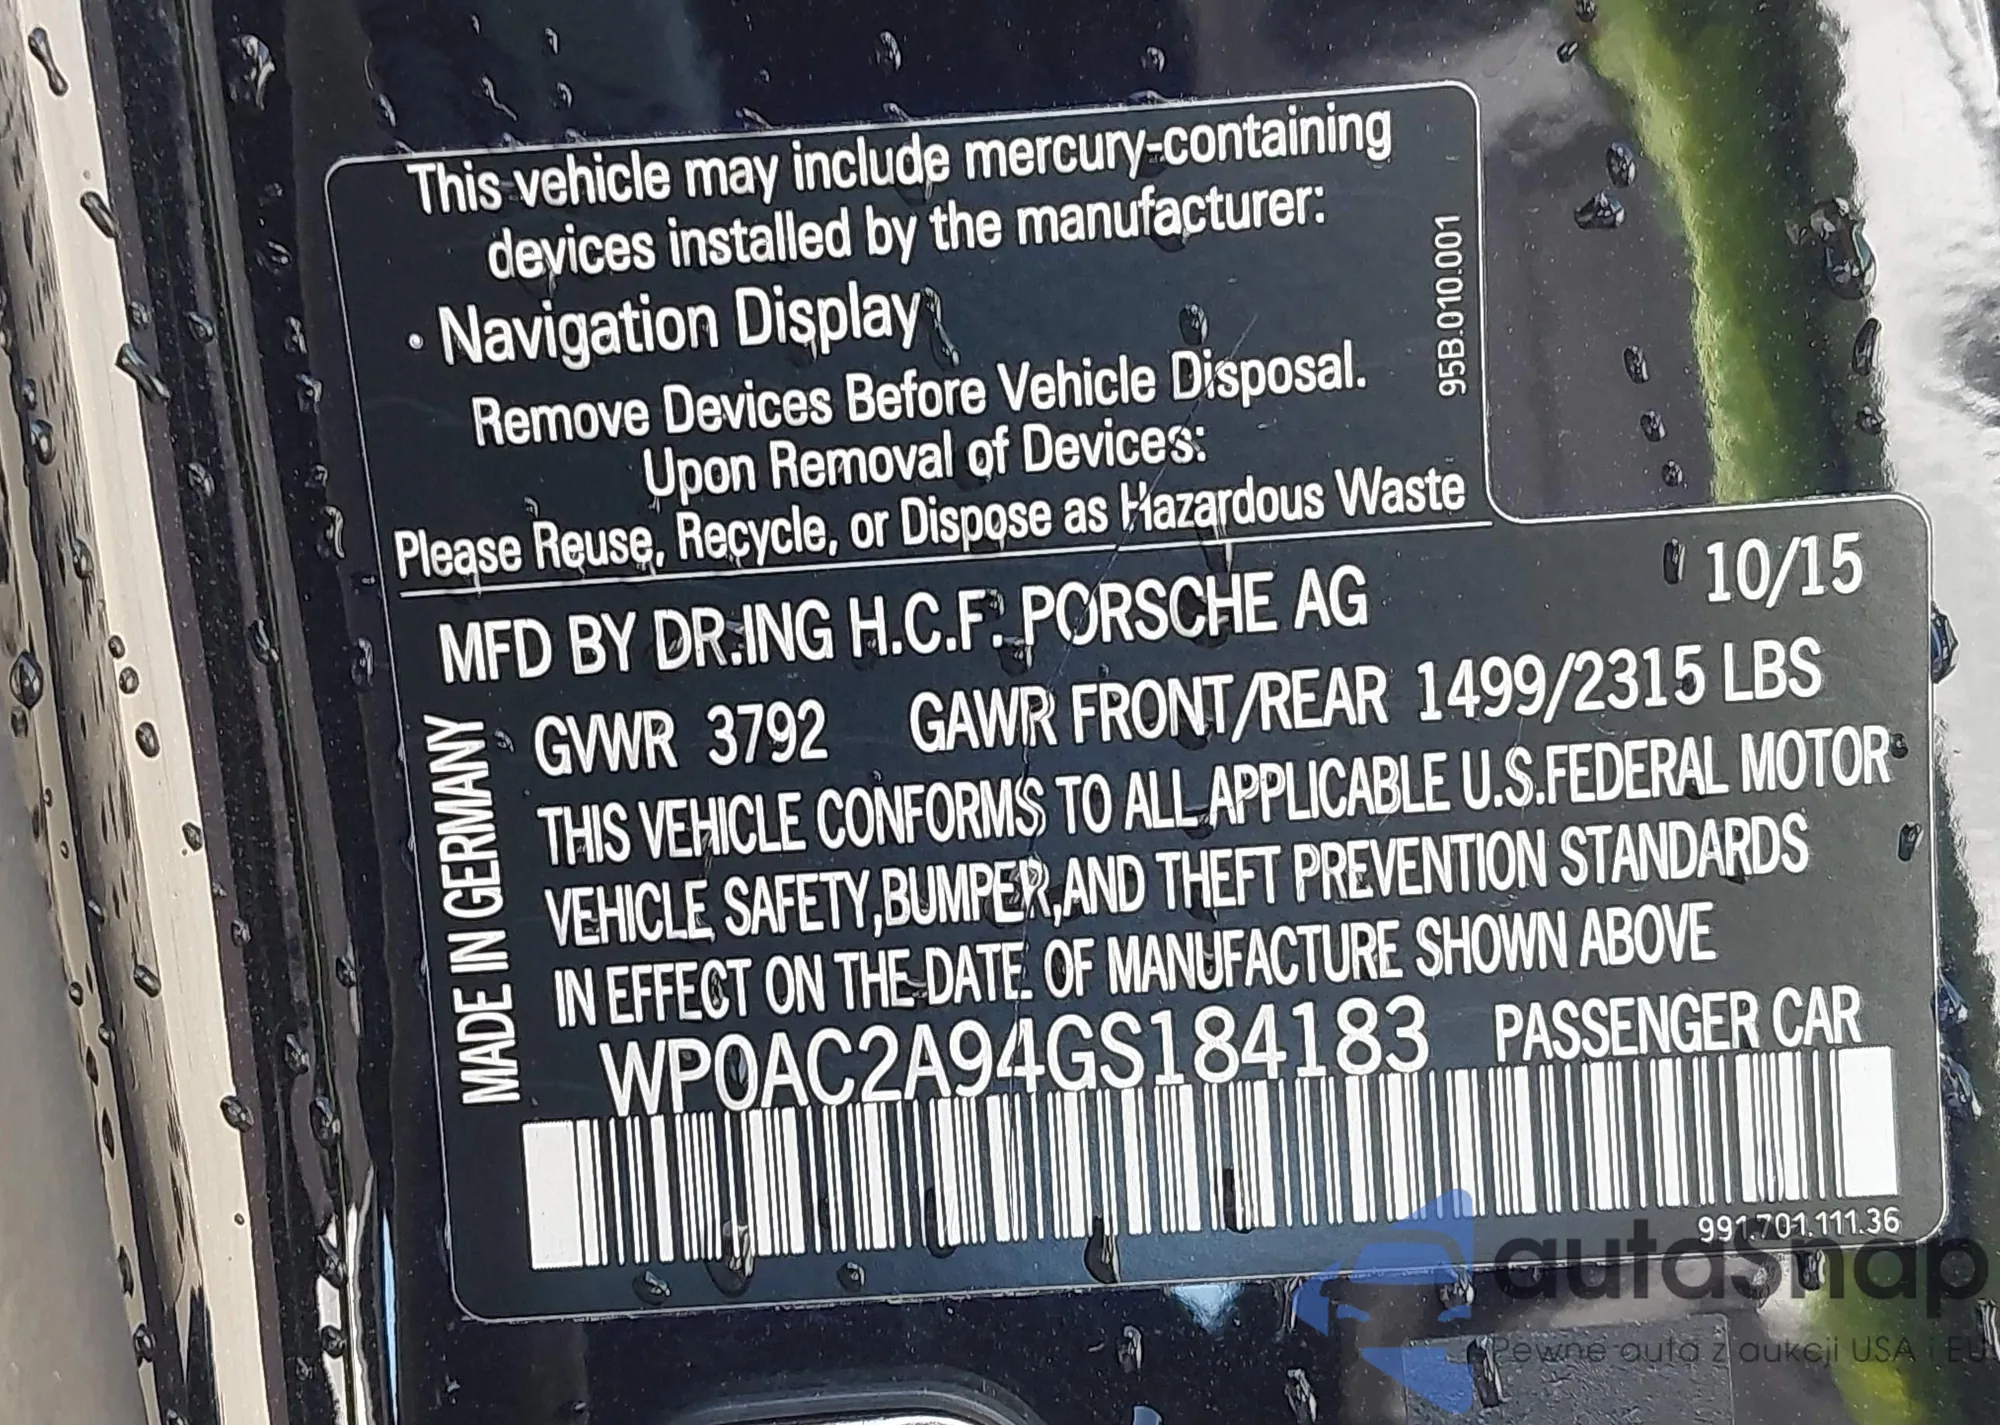 This vehicle may include mercury-containing
devices installed by the manufacturer:
• Navigation Display
Remove Devices Before Vehicle Disposal.
Upon Removal of Devices:
Please Reuse, Recycle, or Dispose as Hazardous Waste
95B.010.001
MFD BY DR.ING H.C.F. PORSCHE AG 10/15
GVWR 3792 GAWR FRONT/REAR 1499/2315 LBS
THIS VEHICLE CONFORMS TO ALL APPLICABLE U.S.FEDERAL MOTOR
VEHICLE SAFETY,BUMPER,AND THEFT PREVENTION STANDARDS
IN EFFECT ON THE DATE OF MANUFACTURE SHOWN ABOVE
WP0AC2A94GS184183 PASSENGER CAR
MADE IN GERMANY
991.701.111.36
autosnap
Pewne auta z aukcji USA i EU